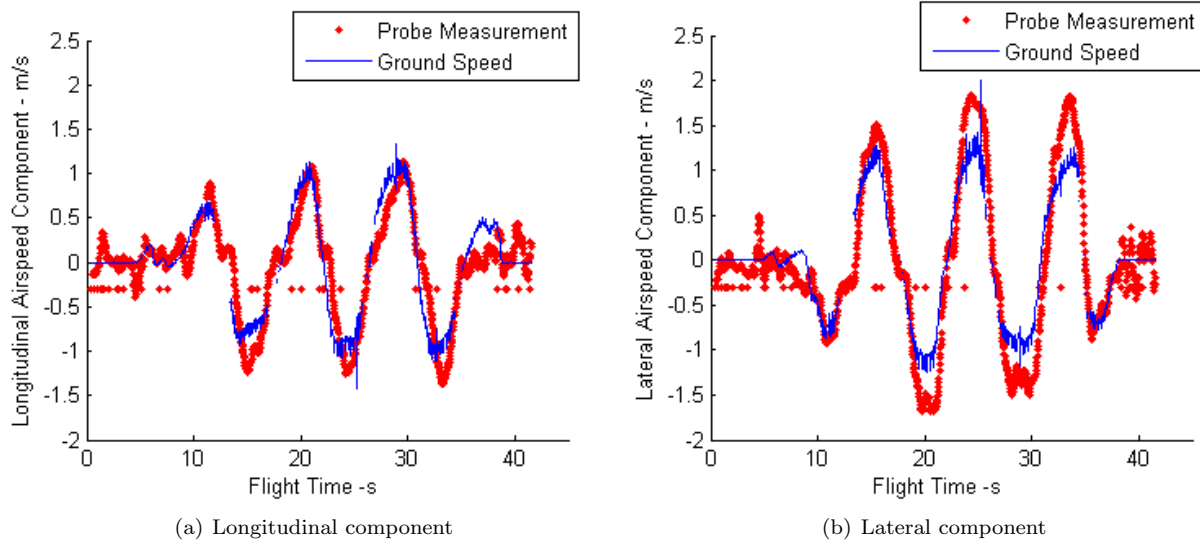 Probe Measurement
Ground Speed
2.5
2
1.5
1
0.5
0
-0.5
-1
-1.5
-2
Longitudinal Airspeed Component - m/s
0 10 20 30 40
Flight Time -s
(a) Longitudinal component
Probe Measurement
Ground Speed
2.5
2
1.5
1
0.5
0
-0.5
-1
-1.5
-2
Lateral Airspeed Component - m/s
0 10 20 30 40
Flight Time -s
(b) Lateral component